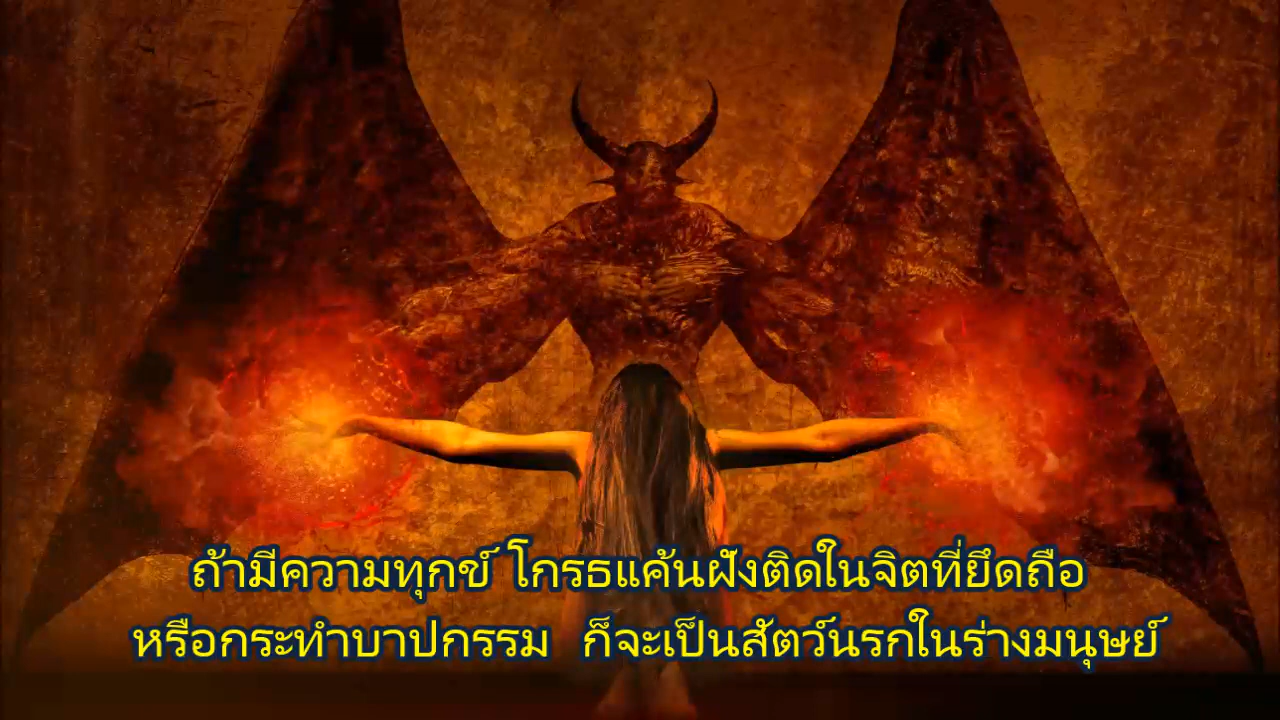 ถ้ามีความทุกข์ โกรธแค้นฝังติดในจิตที่ยึดถือ
หรือกระทำบาปกรรม ก็จะเป็นสัตว์นรกในร่างมนุษย์